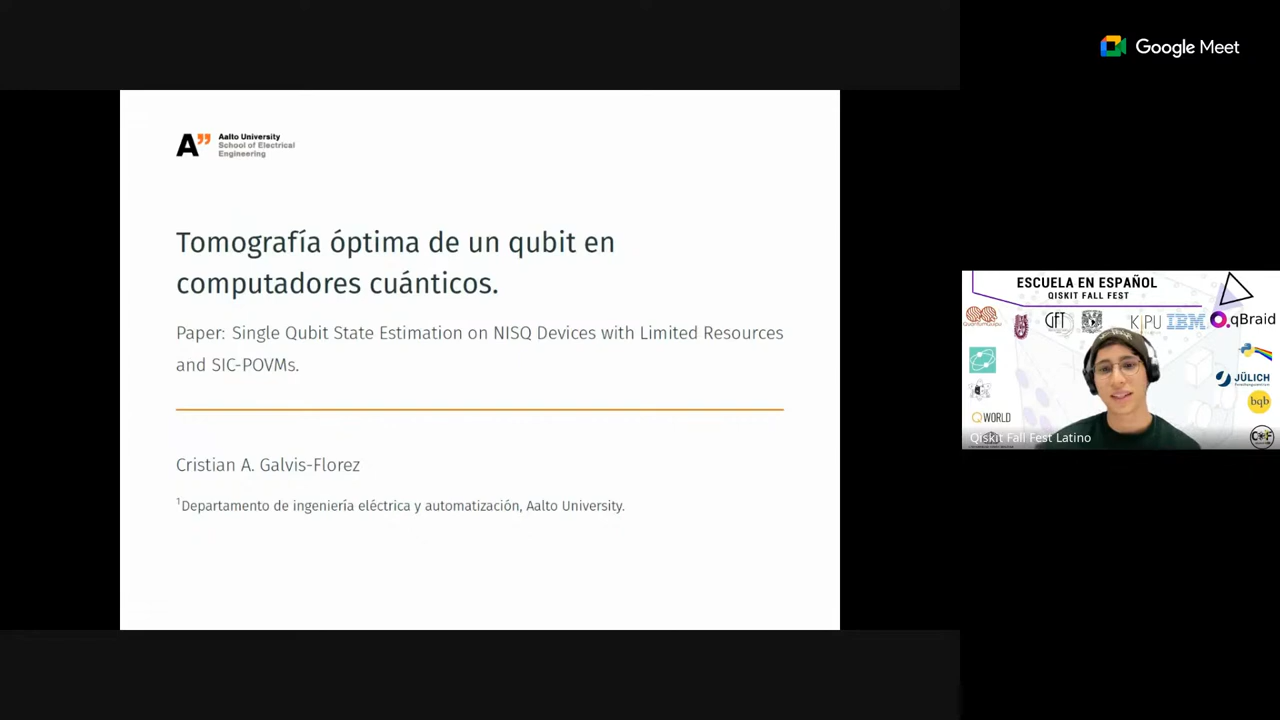 Google Meet
Aalto University
School of Electrical
Engineering
Tomografía óptima de un qubit en
computadores cuánticos.
Paper: Single Qubit State Estimation on NISQ Devices with Limited Resources
and SIC-POVMs.
Cristian A. Galvis-Florez
1Departamento de ingeniería eléctrica y automatización, Aalto University.
ESCUELA EN ESPAÑOL
QISKIT FALL FEST
GFT
KIPU
IBM
qBraid
JÜLICH
bqb
QWORLD
Qiskit Fall Fest Latino